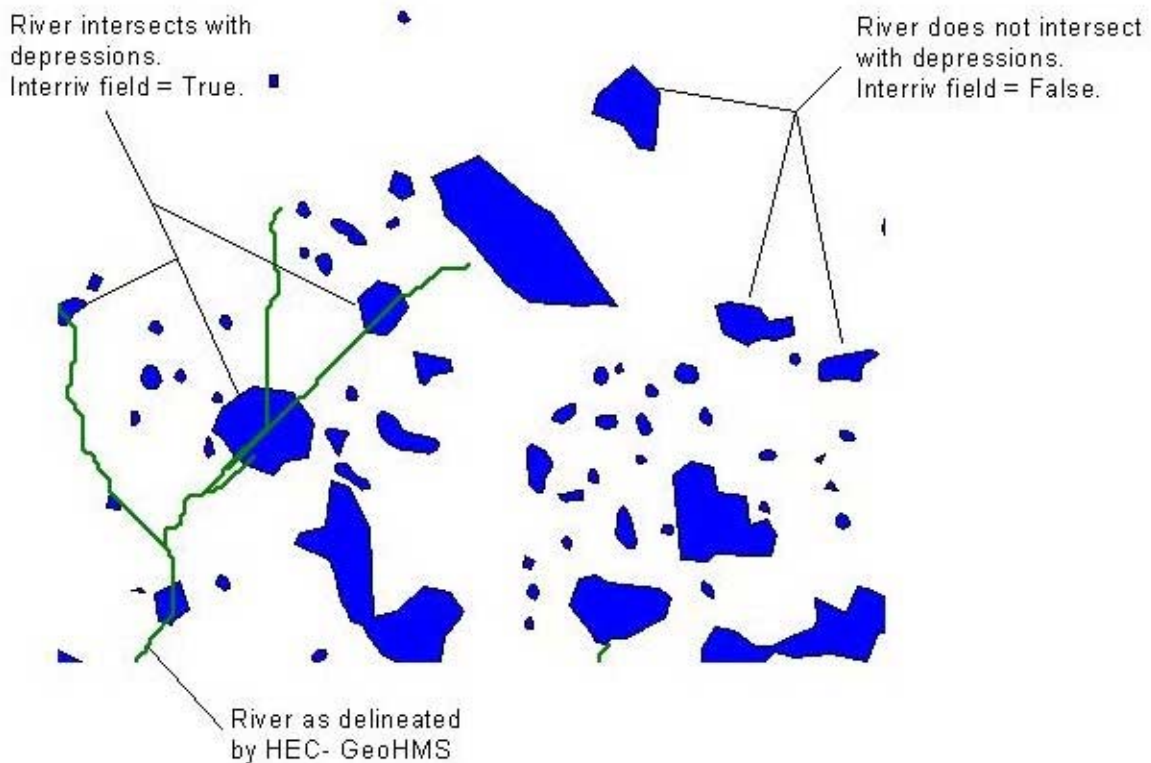 River intersects with
depressions.
Interriv field = True.
River does not intersect
with depressions.
Interriv field = False.
River as delineated
by HEC- GeoHMS